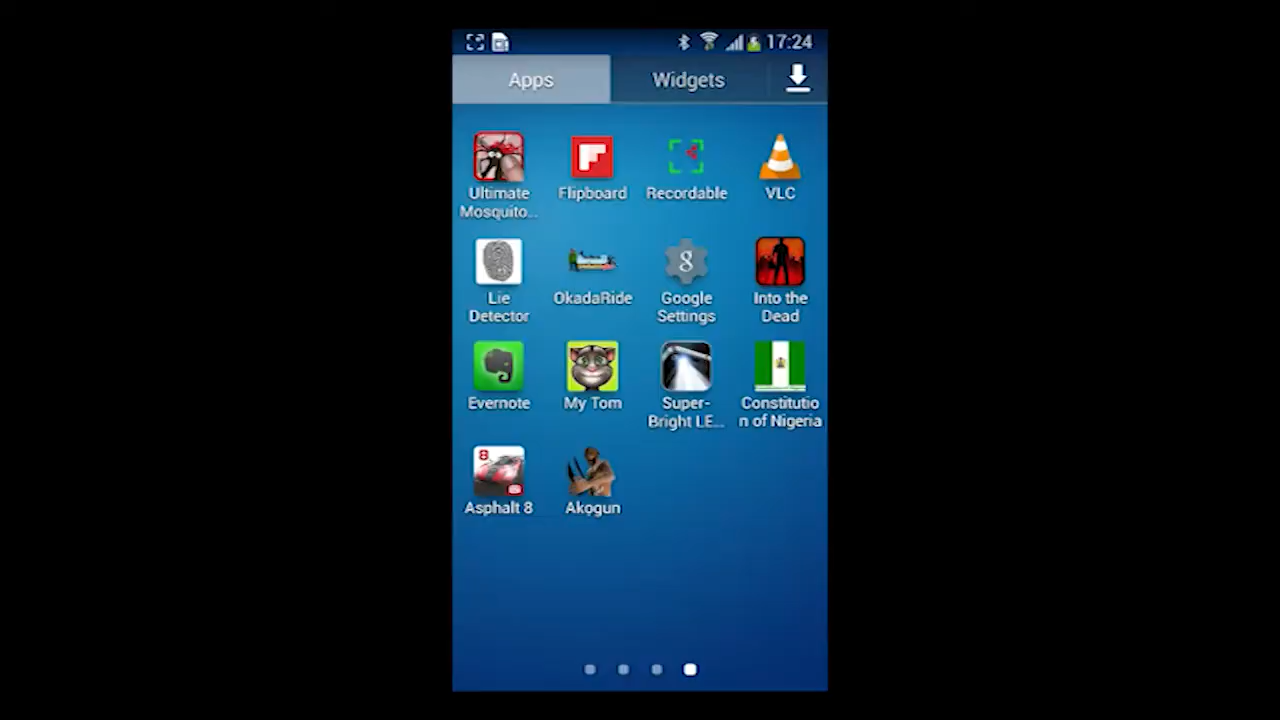 17:24
Apps
Widgets
Ultimate
Mosquito...
Flipboard
Recordable
VLC
Lie
Detector
OkadaRide
Google
Settings
Into the
Dead
Evernote
My Tom
Super-
Bright LE...
Constitutio
n of Nigeria
Asphalt 8
Akogun